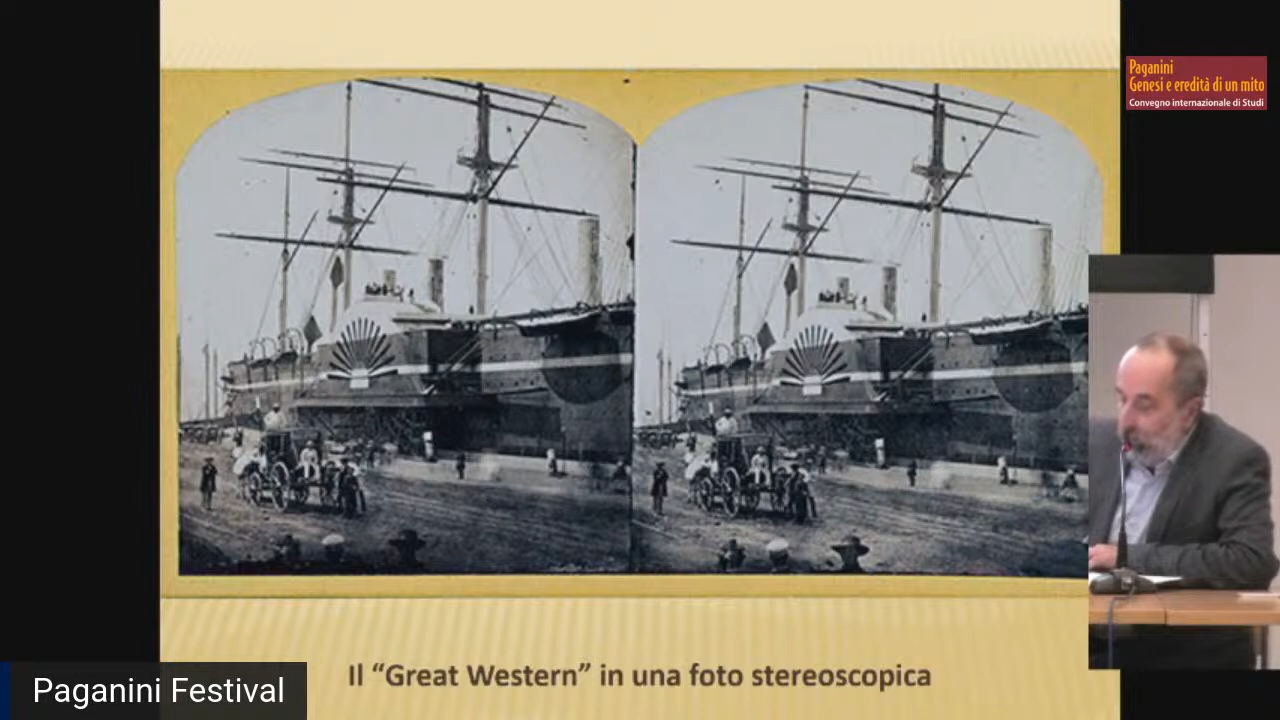 Paganini
Genesi e eredità di un mito
Convegno internazionale di Studi
Il “Great Western” in una foto stereoscopica
Paganini Festival